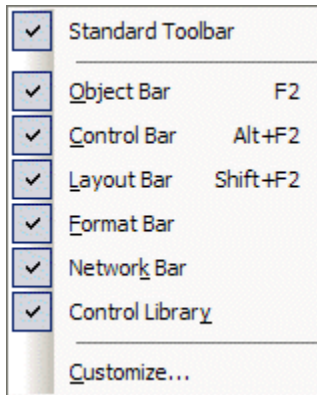 Standard Toolbar
Object Bar F2
Control Bar Alt+F2
Layout Bar Shift+F2
Format Bar
Network Bar
Control Library
Customize...